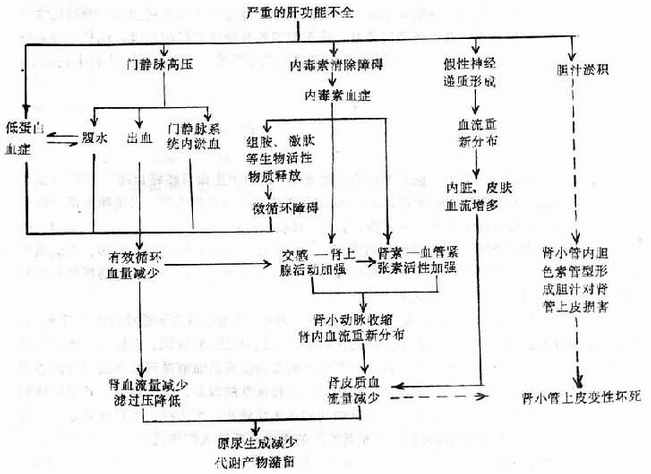 严重的肝功能不全
门静脉高压
内毒素清除障碍
假性神经
递质形成
胆汁淤积
内毒素血症
低蛋白
血症
腹水
出血
门静脉系
统内淤血
组胺、激肽
等生物活性
物质释放
血流重
新分布
微循环障碍
内脏、皮肤
血流增多
有效循环
血量减少
交感—肾上
腺活动加强
肾素—血管紧
张素活性加强
肾小管内胆
色素管型形
成胆汁对肾
管上皮损害
肾小动脉收缩
肾内血流重新分布
肾血流量减少
滤过压降低
肾皮质血
流量减少
肾小管上皮变性坏死
原尿生成减少
代谢产物潴留